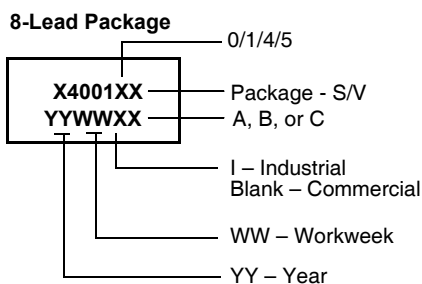 8-Lead Package
0/1/4/5
X4001XX
Package - S/V
YYWWXX
A, B, or C
I – Industrial
Blank – Commercial
WW – Workweek
YY – Year